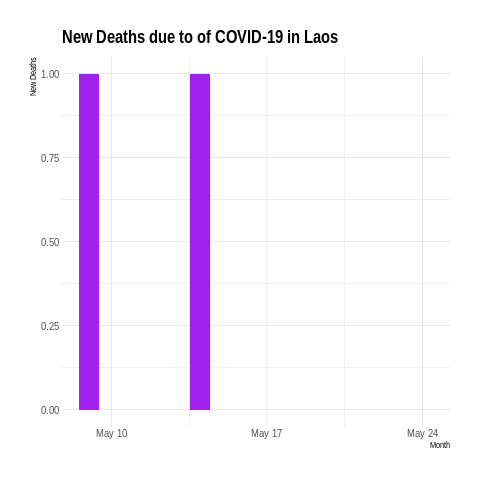 New Deaths due to of COVID-19 in Laos
New Deaths
1.00
0.75
0.50
0.25
0.00
May 10 May 17 May 24
Month